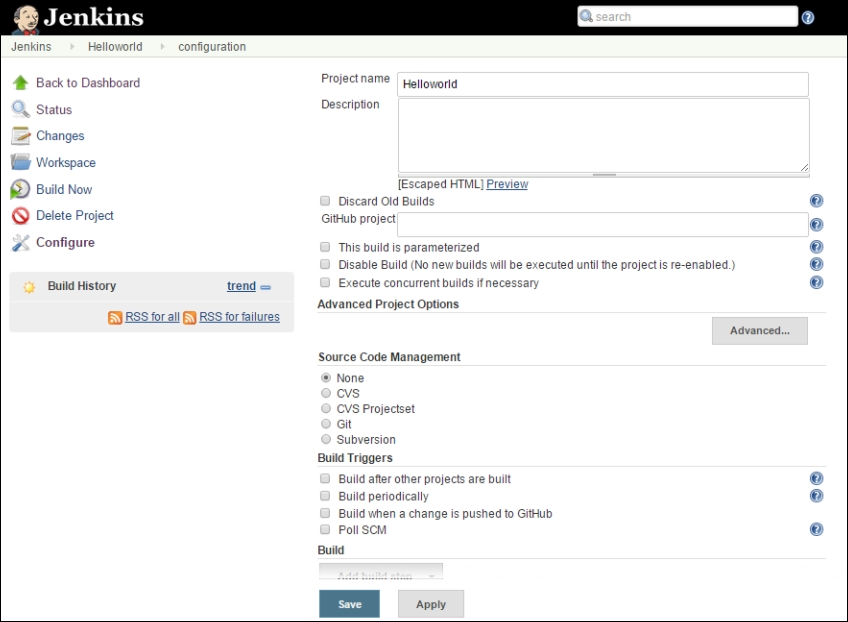 Jenkins
search
Jenkins Helloworld configuration
Back to Dashboard
Status
Changes
Workspace
Build Now
Delete Project
Configure
Build History trend
RSS for all RSS for failures
Project name Helloworld
Description
[Escaped HTML] Preview
Discard Old Builds
GitHub project
This build is parameterized
Disable Build (No new builds will be executed until the project is re-enabled.)
Execute concurrent builds if necessary
Advanced Project Options
Advanced...
Source Code Management
None
CVS
CVS Projectset
Git
Subversion
Build Triggers
Build after other projects are built
Build periodically
Build when a change is pushed to GitHub
Poll SCM
Build
Add build step
Save Apply